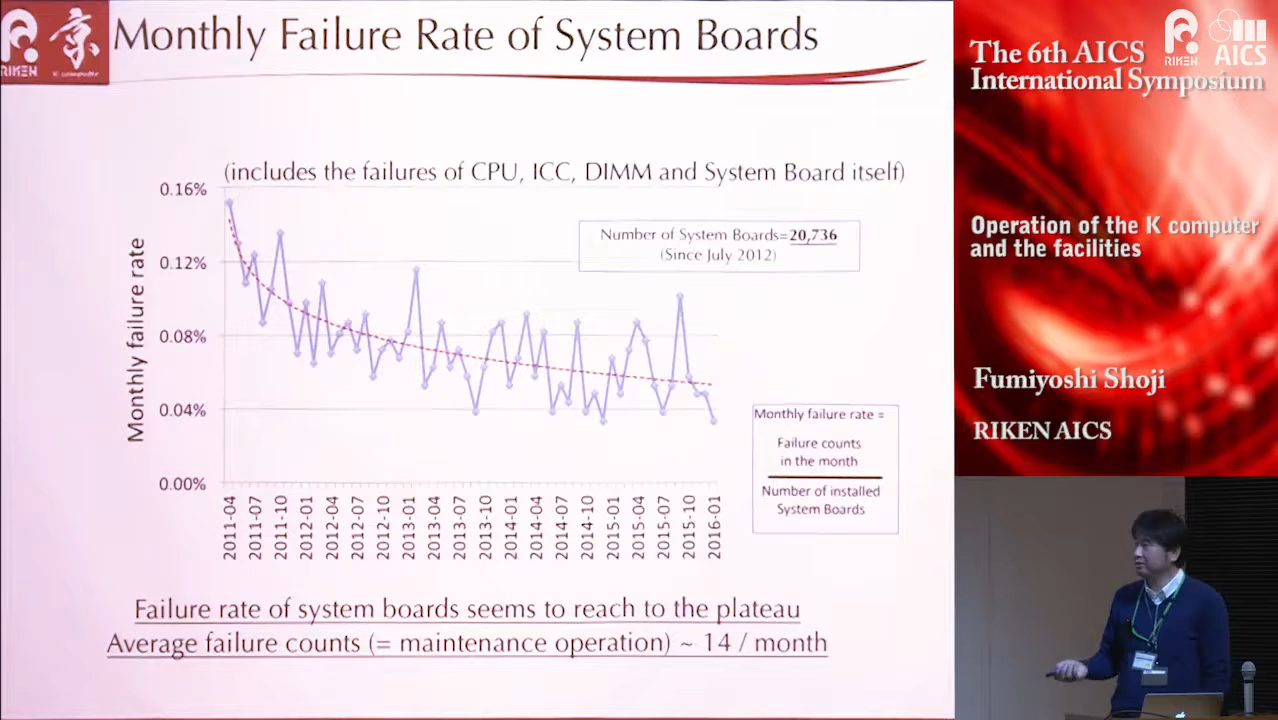 RIKEN
京
Monthly Failure Rate of System Boards
(includes the failures of CPU, ICC, DIMM and System Board itself)
Monthly failure rate
0.16%
0.12%
0.08%
0.04%
0.00%
Number of System Boards=20,736
(Since July 2012)
Monthly failure rate =
Failure counts
in the month
Number of installed
System Boards
2011-04
2011-07
2011-10
2012-01
2012-04
2012-07
2012-10
2013-01
2013-04
2013-07
2013-10
2014-01
2014-04
2014-07
2014-10
2015-01
2015-04
2015-07
2015-10
2016-01
Failure rate of system boards seems to reach to the plateau
Average failure counts (= maintenance operation) ~ 14 / month
The 6th AICS
International Symposium
RIKEN
AICS
Operation of the K computer
and the facilities
Fumiyoshi Shoji
RIKEN AICS